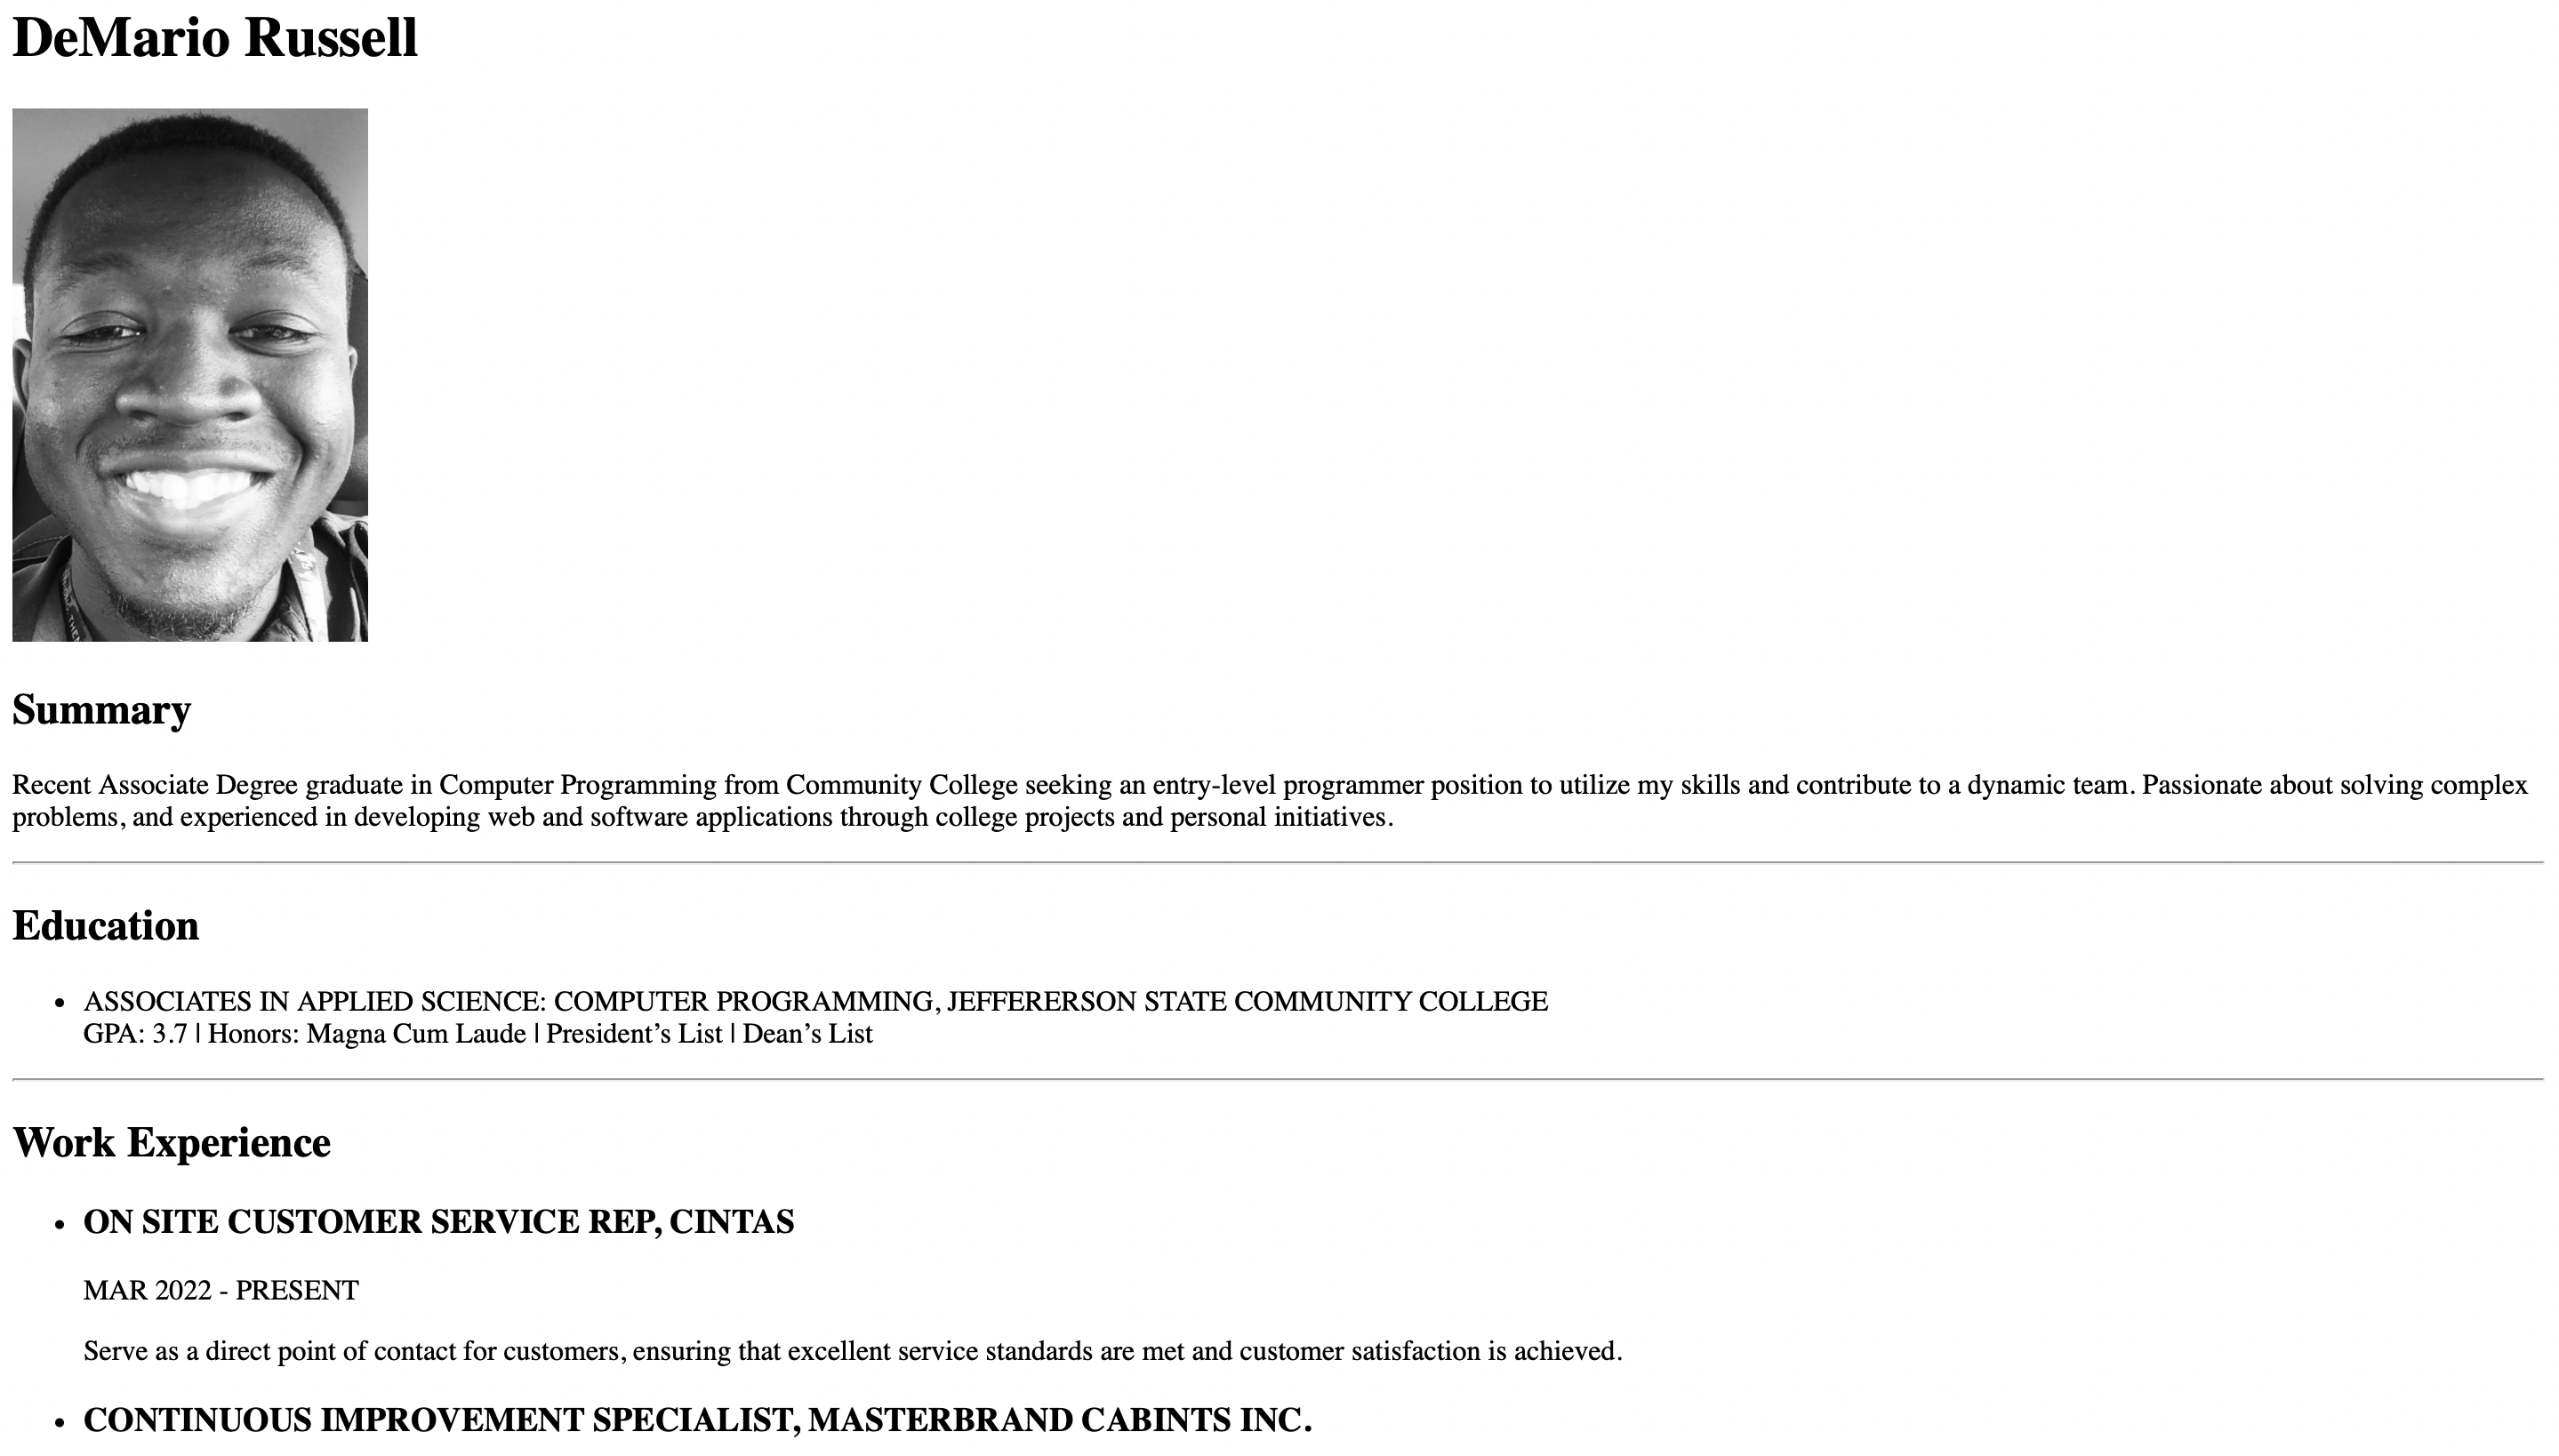 DeMario Russell
Summary
Recent Associate Degree graduate in Computer Programming from Community College seeking an entry-level programmer position to utilize my skills and contribute to a dynamic team. Passionate about solving complex
problems, and experienced in developing web and software applications through college projects and personal initiatives.
Education
• ASSOCIATES IN APPLIED SCIENCE: COMPUTER PROGRAMMING, JEFFERERSON STATE COMMUNITY COLLEGE
GPA: 3.7 | Honors: Magna Cum Laude | President’s List | Dean’s List
Work Experience
• ON SITE CUSTOMER SERVICE REP, CINTAS
MAR 2022 - PRESENT
Serve as a direct point of contact for customers, ensuring that excellent service standards are met and customer satisfaction is achieved.
• CONTINUOUS IMPROVEMENT SPECIALIST, MASTERBRAND CABINTS INC.